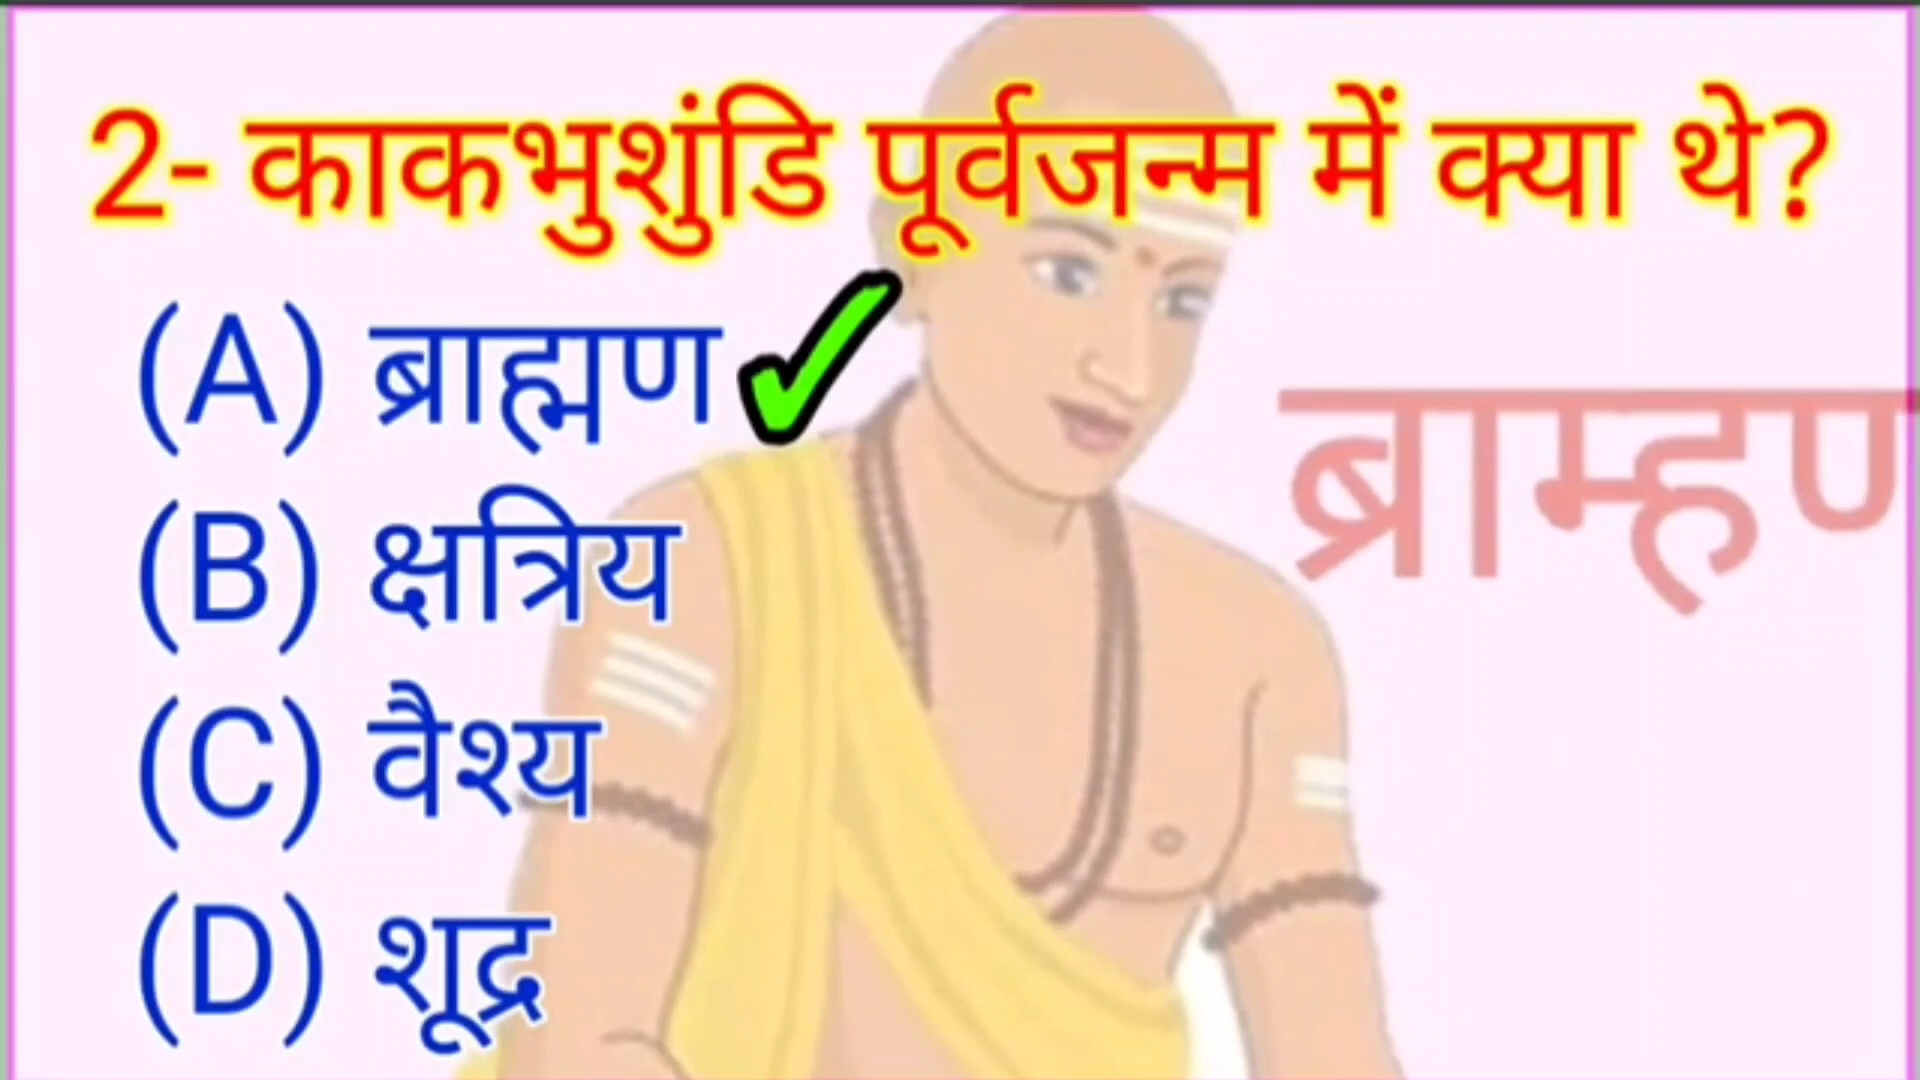 2- काकभुशुंडि पूर्वजन्म में क्या थे?
(A) ब्राह्मण
ब्राम्हण
(B) क्षत्रिय
(C) वैश्य
(D) शूद्र